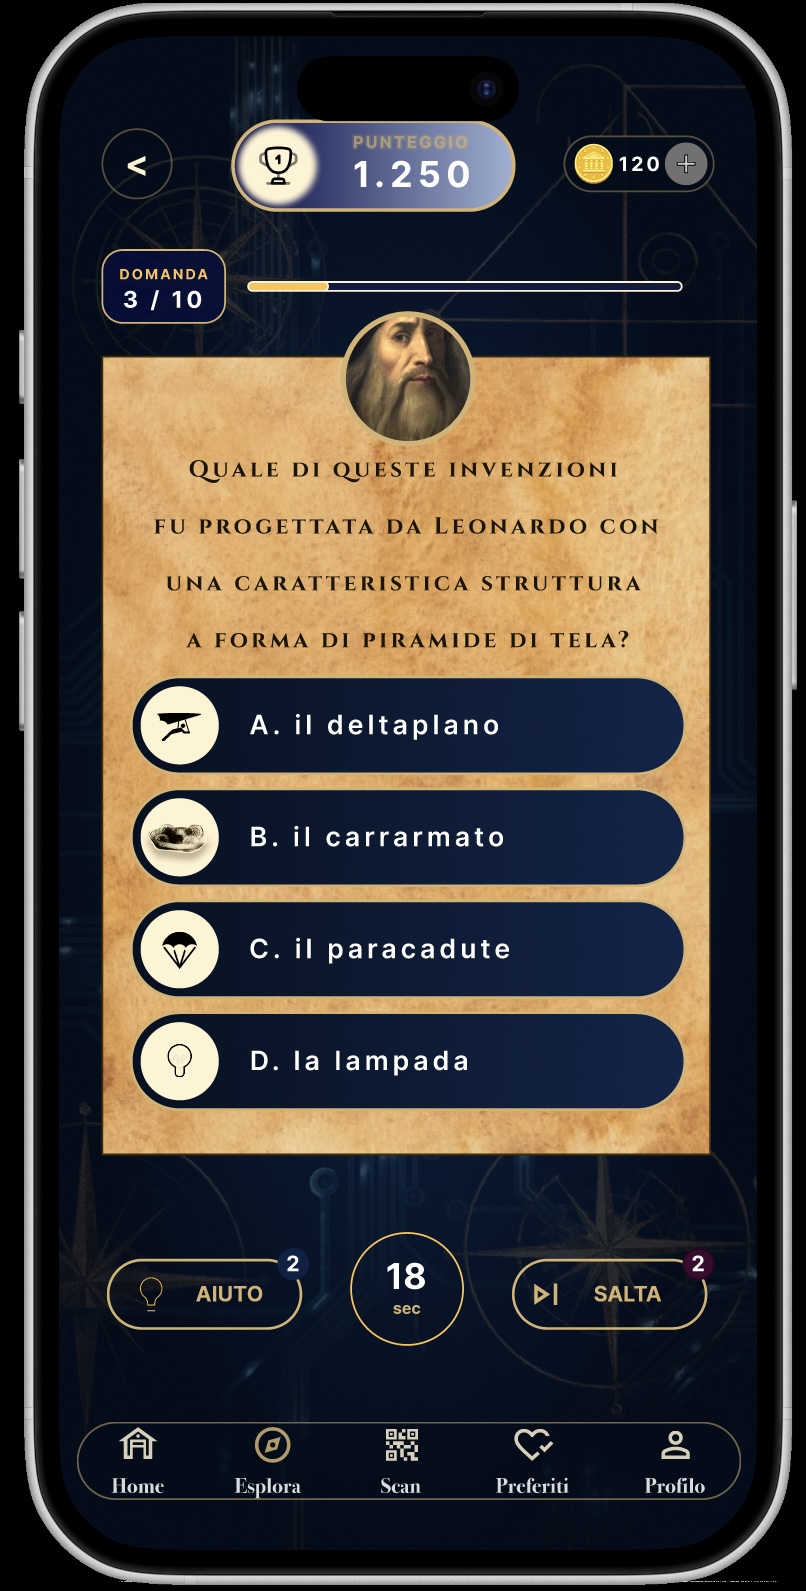 <
PUNTEGGIO
1.250
1
120 +
DOMANDA
3 / 10
Quale di queste invenzioni
fu progettata da Leonardo con
una caratteristica struttura
a forma di piramide di tela?
A. il deltaplano
B. il carrarmato
C. il paracadute
D. la lampada
AIUTO 2
18
sec
SALTA 2
Home Esplora Scan Preferiti Profilo